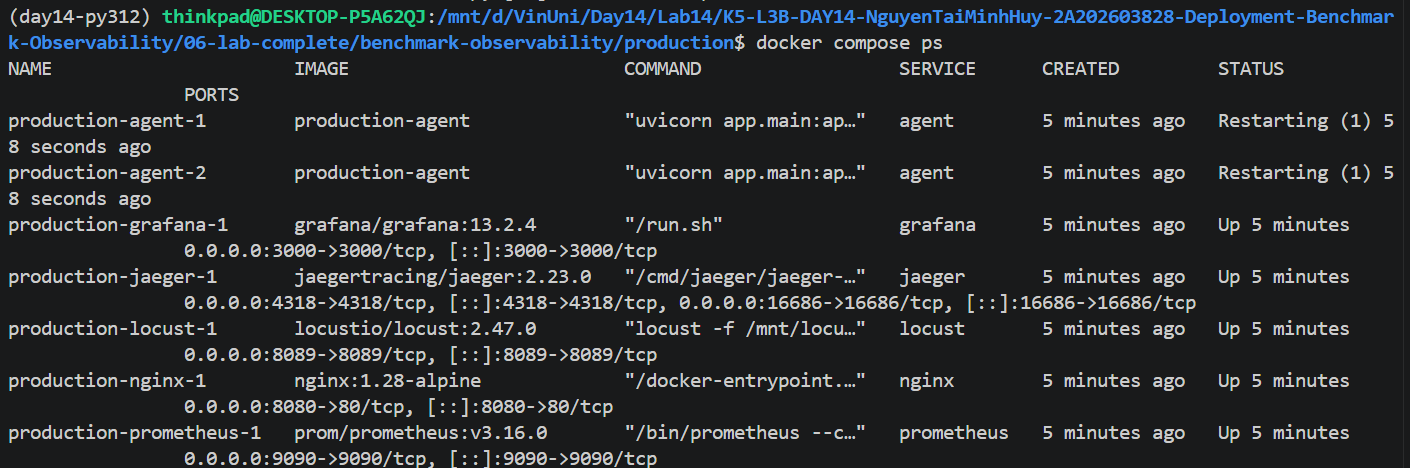 (day14-py312) thinkpad@DESKTOP-P5A62QJ:/mnt/d/VinUni/Day14/Lab14/K5-L3B-DAY14-NguyenTaiMinhHuy-2A202603828-Deployment-Benchmar
k-Observability/06-lab-complete/benchmark-observability/production$ docker compose ps
NAME IMAGE COMMAND SERVICE CREATED STATUS
PORTS
production-agent-1 production-agent "uvicorn app.main:ap…" agent 5 minutes ago Restarting (1) 5
8 seconds ago
production-agent-2 production-agent "uvicorn app.main:ap…" agent 5 minutes ago Restarting (1) 5
8 seconds ago
production-grafana-1 grafana/grafana:13.2.4 "/run.sh" grafana 5 minutes ago Up 5 minutes
0.0.0.0:3000->3000/tcp, [::]:3000->3000/tcp
production-jaeger-1 jaegertracing/jaeger:2.23.0 "/cmd/jaeger/jaeger-…" jaeger 5 minutes ago Up 5 minutes
0.0.0.0:4318->4318/tcp, [::]:4318->4318/tcp, 0.0.0.0:16686->16686/tcp, [::]:16686->16686/tcp
production-locust-1 locustio/locust:2.47.0 "locust -f /mnt/locu…" locust 5 minutes ago Up 5 minutes
0.0.0.0:8089->8089/tcp, [::]:8089->8089/tcp
production-nginx-1 nginx:1.28-alpine "/docker-entrypoint.…" nginx 5 minutes ago Up 5 minutes
0.0.0.0:8080->80/tcp, [::]:8080->80/tcp
production-prometheus-1 prom/prometheus:v3.16.0 "/bin/prometheus --c…" prometheus 5 minutes ago Up 5 minutes
0.0.0.0:9090->9090/tcp, [::]:9090->9090/tcp